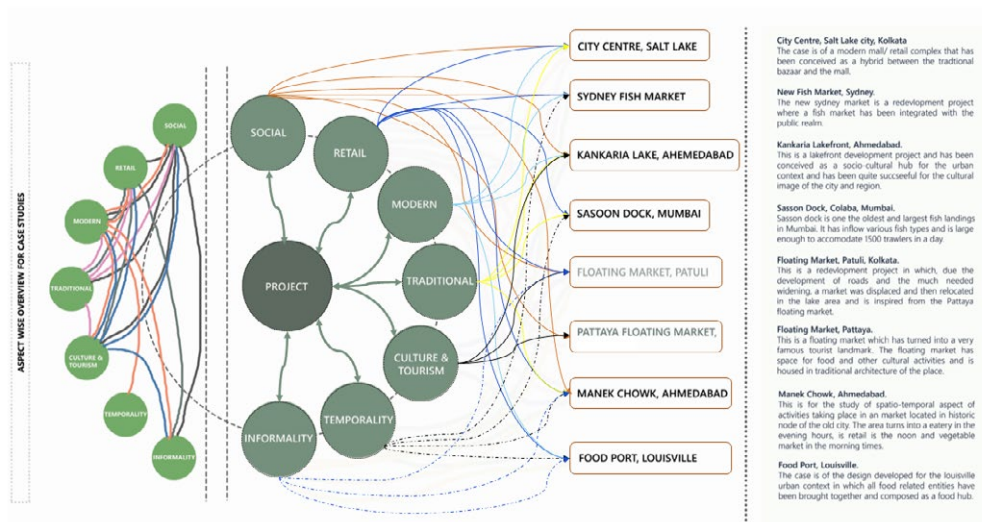 ASPECT WISE OVERVIEW FOR CASE STUDIES
SOCIAL
RETAIL
MODERN
TRADITIONAL
CULTURE &
TOURISM
TEMPORALITY
INFORMALITY
SOCIAL
RETAIL
MODERN
TRADITIONAL
PROJECT
CULTURE &
TOURISM
TEMPORALITY
INFORMALITY
CITY CENTRE, SALT LAKE
SYDNEY FISH MARKET
KANKARIA LAKE, AHEMEDABAD
SASOON DOCK, MUMBAI
FLOATING MARKET, PATULI
PATTAYA FLOATING MARKET,
MANEK CHOWK, AHMEDABAD
FOOD PORT, LOUISVILLE
City Centre, Salt Lake city, Kolkata
The case is of a modern mall/ retail complex that has
been conceived as a hybrid between the tradtional
bazaar and the mall.
New Fish Market, Sydney.
The new sydney market is a redevlopment project
where a fish market has been integrated with the
public realm.
Kankaria Lakefront, Ahmedabad.
This is a lakefront development project and has been
conceived as a socio-cultural hub for the urban
context and has been quite succseeful for the cultural
image of the city and region.
Sasson Dock, Colaba, Mumbai.
Sasson dock is one the oldest and largest fish landings
in Mumbai. It has inflow various fish types and is large
enough to accomodate 1500 trawlers in a day.
Floating Market, Patuli, Kolkata.
This is a redevlopment project in which, due the
development of roads and the much needed
widening, a market was displaced and then relocated
in the lake area and is inspired from the Pattaya
floating market.
Floating Market, Pattaya.
This is a floating market which has turned into a very
famous tourist landmark. The floating market has
space for food and other cultural activities and is
housed in traditional architecture of the place.
Manek Chowk, Ahmedabad.
This is for the study of spatio-temporal aspect of
activities taking place in an market located in historic
node of the old city. The area turns into a eatery in the
evening hours, is retail is the noon and vegetable
market in the morning times.
Food Port, Louisville.
The case is of the design developed for the louisville
urban context in which all food related entities have
been brought together and composed as a food hub.